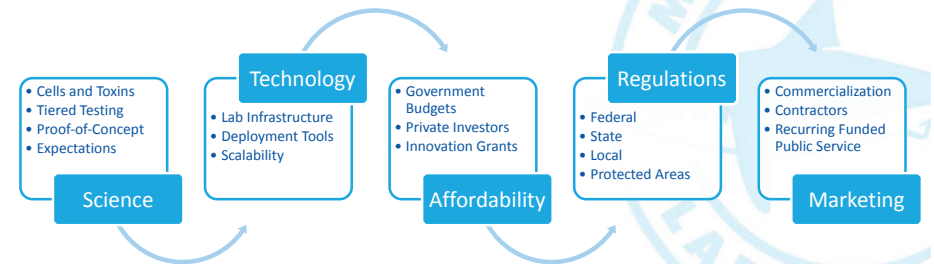 • Cells and Toxins
• Tiered Testing
• Proof-of-Concept
• Expectations
Science
Technology
• Lab Infrastructure
• Deployment Tools
• Scalability
• Government
Budgets
• Private Investors
• Innovation Grants
Affordability
Regulations
• Federal
• State
• Local
• Protected Areas
• Commercialization
• Contractors
• Recurring Funded
Public Service
Marketing